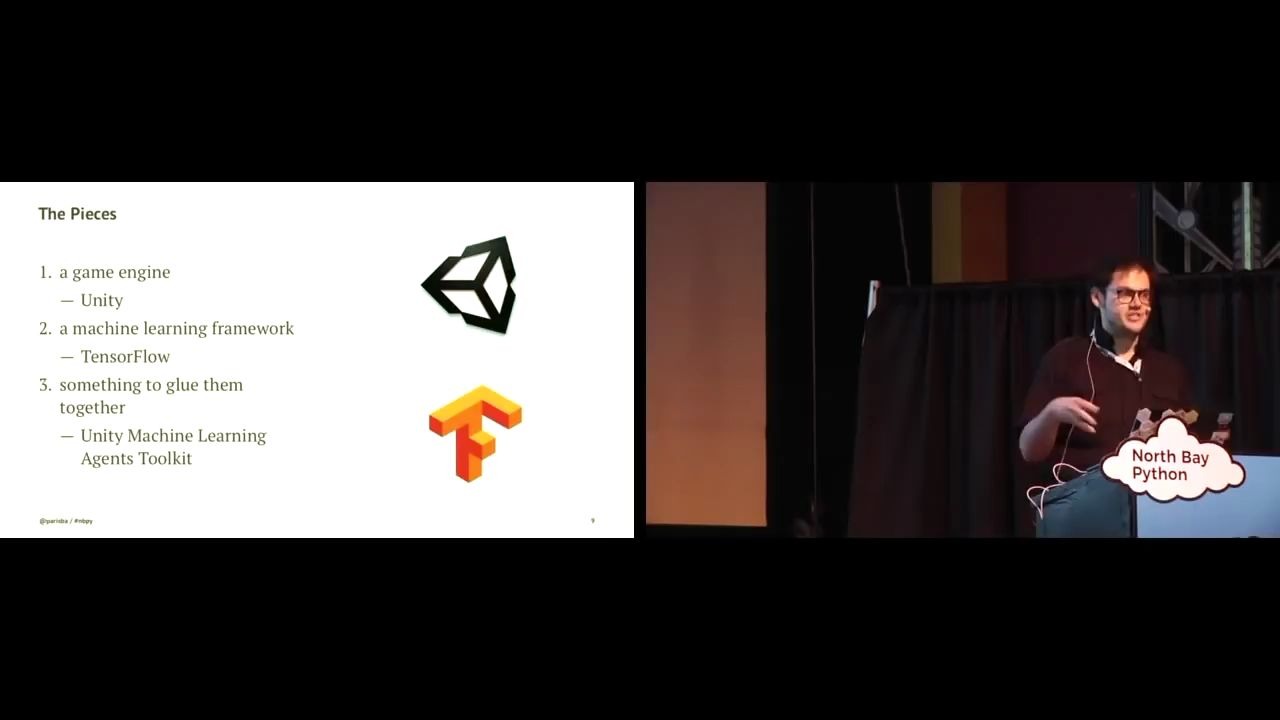 The Pieces
1. a game engine
— Unity
2. a machine learning framework
— TensorFlow
3. something to glue them
together
— Unity Machine Learning
Agents Toolkit
@parisba / #nbpy
9
North Bay
Python